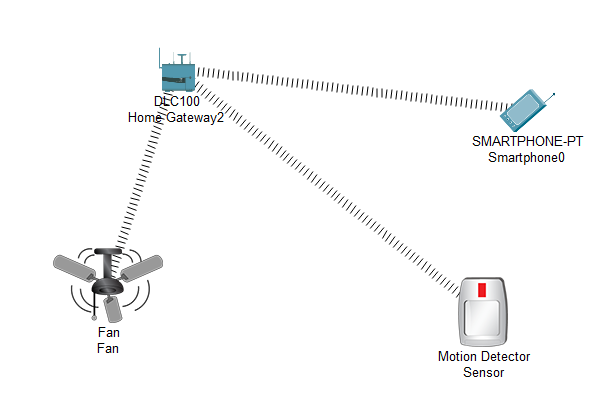 DLC100
Home Gateway2
SMARTPHONE-PT
Smartphone0
Fan
Fan
Motion Detector
Sensor